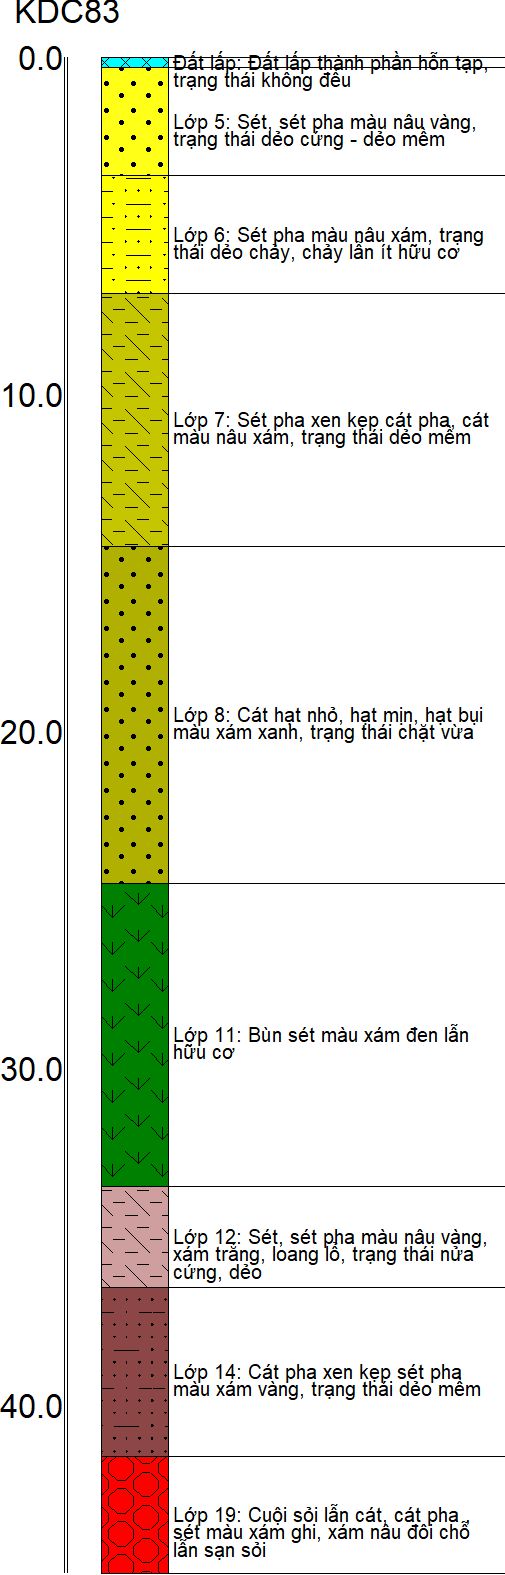 KDC83
0.0
Đất lấp: Đất lấp thành phần hỗn tạp,
trạng thái không đều
Lớp 5: Sét, sét pha màu nâu vàng,
trạng thái dẻo cứng - dẻo mềm
Lớp 6: Sét pha màu nâu xám, trạng
thái dẻo chảy, chảy lẫn ít hữu cơ
10.0
Lớp 7: Sét pha xen kẹp cát pha, cát
màu nâu xám, trạng thái dẻo mềm
Lớp 8: Cát hạt nhỏ, hạt mịn, hạt bụi
màu xám xanh, trạng thái chặt vừa
20.0
Lớp 11: Bùn sét màu xám đen lẫn
hữu cơ
30.0
Lớp 12: Sét, sét pha màu nâu vàng,
xám trắng, loang lổ, trạng thái nửa
cứng, dẻo
Lớp 14: Cát pha xen kẹp sét pha
màu xám vàng, trạng thái dẻo mềm
40.0
Lớp 19: Cuội sỏi lẫn cát, cát pha ,
sét màu xám ghi, xám nâu đôi chỗ
lẫn sạn sỏi